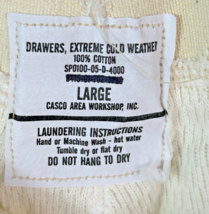 DRAWERS, EXTREME COLD WEATHER
100% COTTON
SPO100-05-D-4000
LARGE
CASCO AREA WORKSHOP, INC.
LAUNDERING INSTRUCTIONS
Hand or Machine Wash - hot water
Tumble dry or flat dry
DO NOT HANG TO DRY